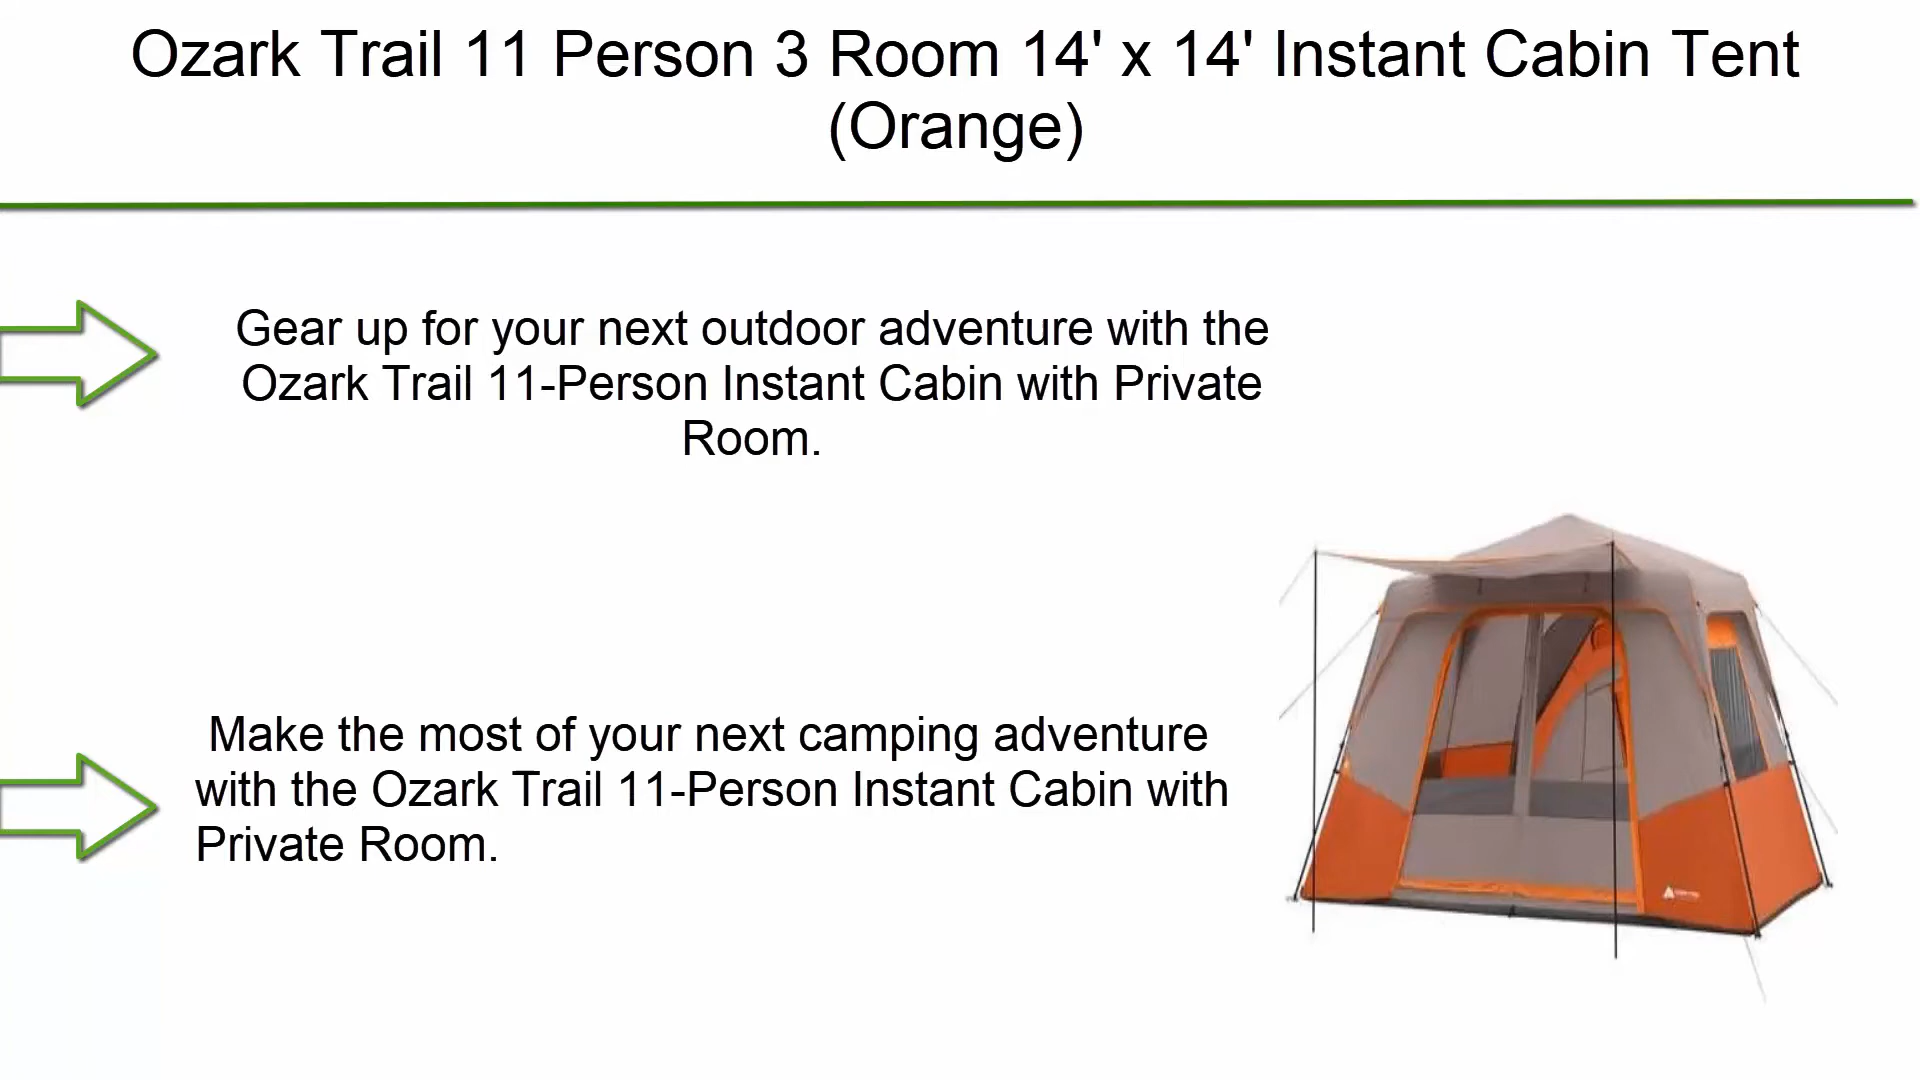 Ozark Trail 11 Person 3 Room 14' x 14' Instant Cabin Tent
(Orange)
Gear up for your next outdoor adventure with the
Ozark Trail 11-Person Instant Cabin with Private
Room.
Make the most of your next camping adventure
with the Ozark Trail 11-Person Instant Cabin with
Private Room.